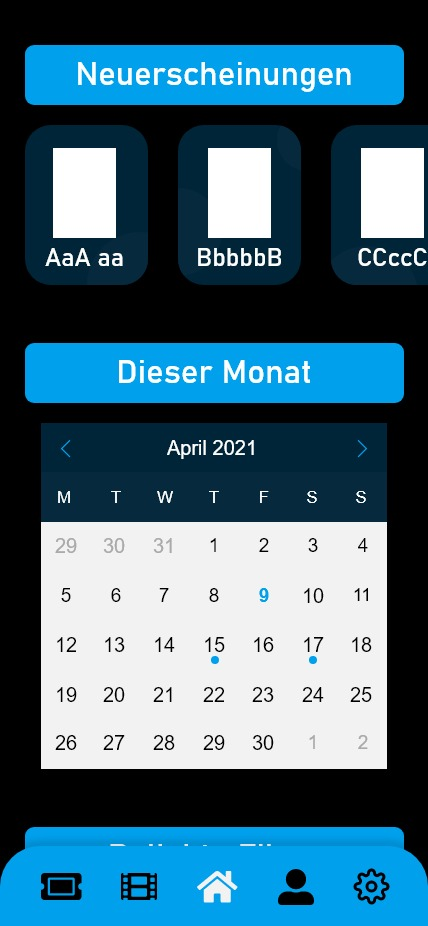 Neuerscheinungen
AaA aa BbbbbB CCccC
Dieser Monat
April 2021
M T W T F S S
29 30 31 1 2 3 4
5 6 7 8 9 10 11
12 13 14 15 16 17 18
19 20 21 22 23 24 25
26 27 28 29 30 1 2